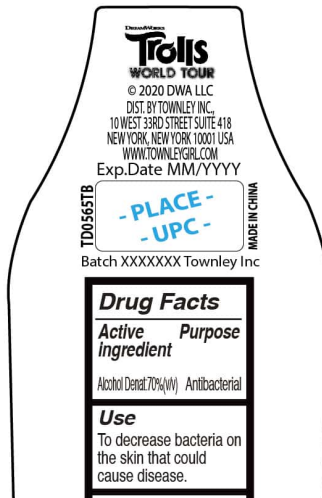 DREAMWORKS
Trolls
WORLD TOUR
© 2020 DWA LLC
DIST. BY TOWNLEY INC.,
10 WEST 33RD STREET SUITE 418
NEW YORK, NEW YORK 10001 USA
WWW.TOWNLEYGIRL.COM
Exp.Date MM/YYYY
TD0565TB
- PLACE -
- UPC -
MADE IN CHINA
Batch XXXXXXX Townley Inc
Drug Facts
Active Purpose
ingredient
Alcohol Denat.70%(v/v) Antibacterial
Use
To decrease bacteria on
the skin that could
cause disease.